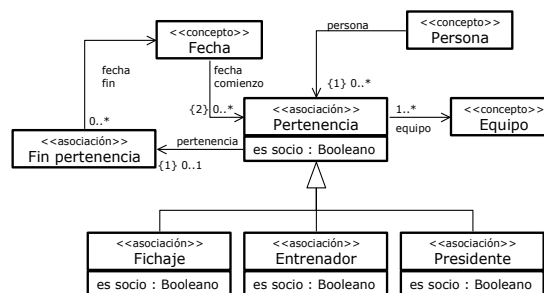 <<concepto>>
Fecha
<<concepto>>
Persona
persona
fecha
fin
fecha
comienzo
{1} 0..*
0..*
{2} 0..*
<<asociación>>
Pertenencia
es socio : Booleano
1..*
equipo
<<concepto>>
Equipo
<<asociación>>
Fin pertenencia
pertenencia
{1} 0..1
<<asociación>>
Fichaje
es socio : Booleano
<<asociación>>
Entrenador
es socio : Booleano
<<asociación>>
Presidente
es socio : Booleano